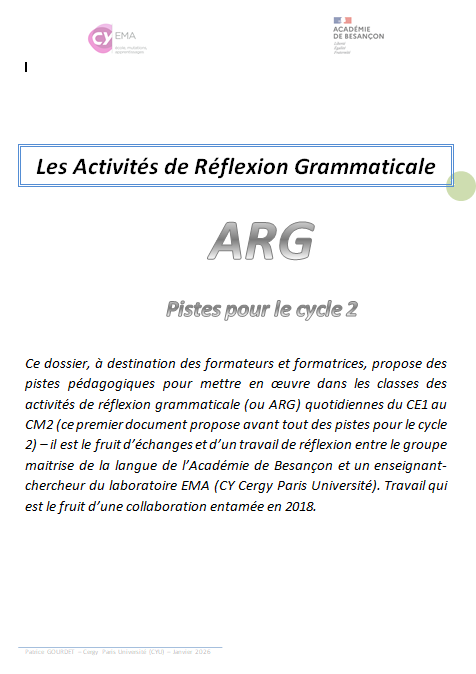 CY EMA
école mutations
apprentissages
ACADÉMIE
DE BESANÇON
Liberté
Égalité
Fraternité
Les Activités de Réflexion Grammaticale
ARG
Pistes pour le cycle 2
Ce dossier, à destination des formateurs et formatrices, propose des
pistes pédagogiques pour mettre en œuvre dans les classes des
activités de réflexion grammaticale (ou ARG) quotidiennes du CE1 au
CM2 (ce premier document propose avant tout des pistes pour le cycle
2) – il est le fruit d’échanges et d’un travail de réflexion entre le groupe
maitrise de la langue de l’Académie de Besançon et un enseignant-
chercheur du laboratoire EMA (CY Cergy Paris Université). Travail qui
est le fruit d’une collaboration entamée en 2018.
Patrice GOURDET – Cergy Paris Université (CYU) – Janvier 2026